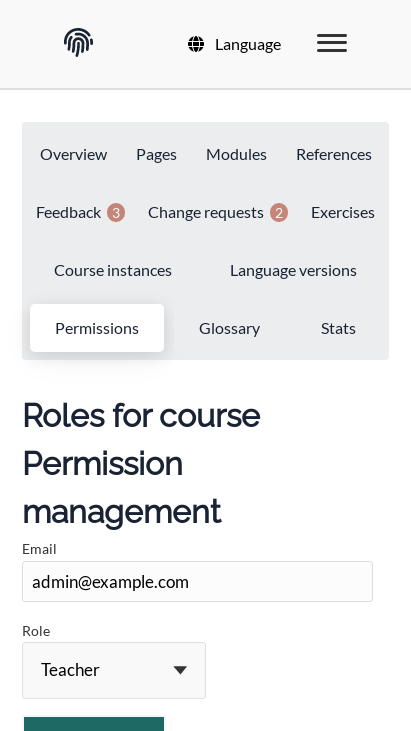 Language
Overview Pages Modules References
Feedback 3 Change requests 2 Exercises
Course instances Language versions
Permissions Glossary Stats
Roles for course
Permission
management
Email
admin@example.com
Role
Teacher